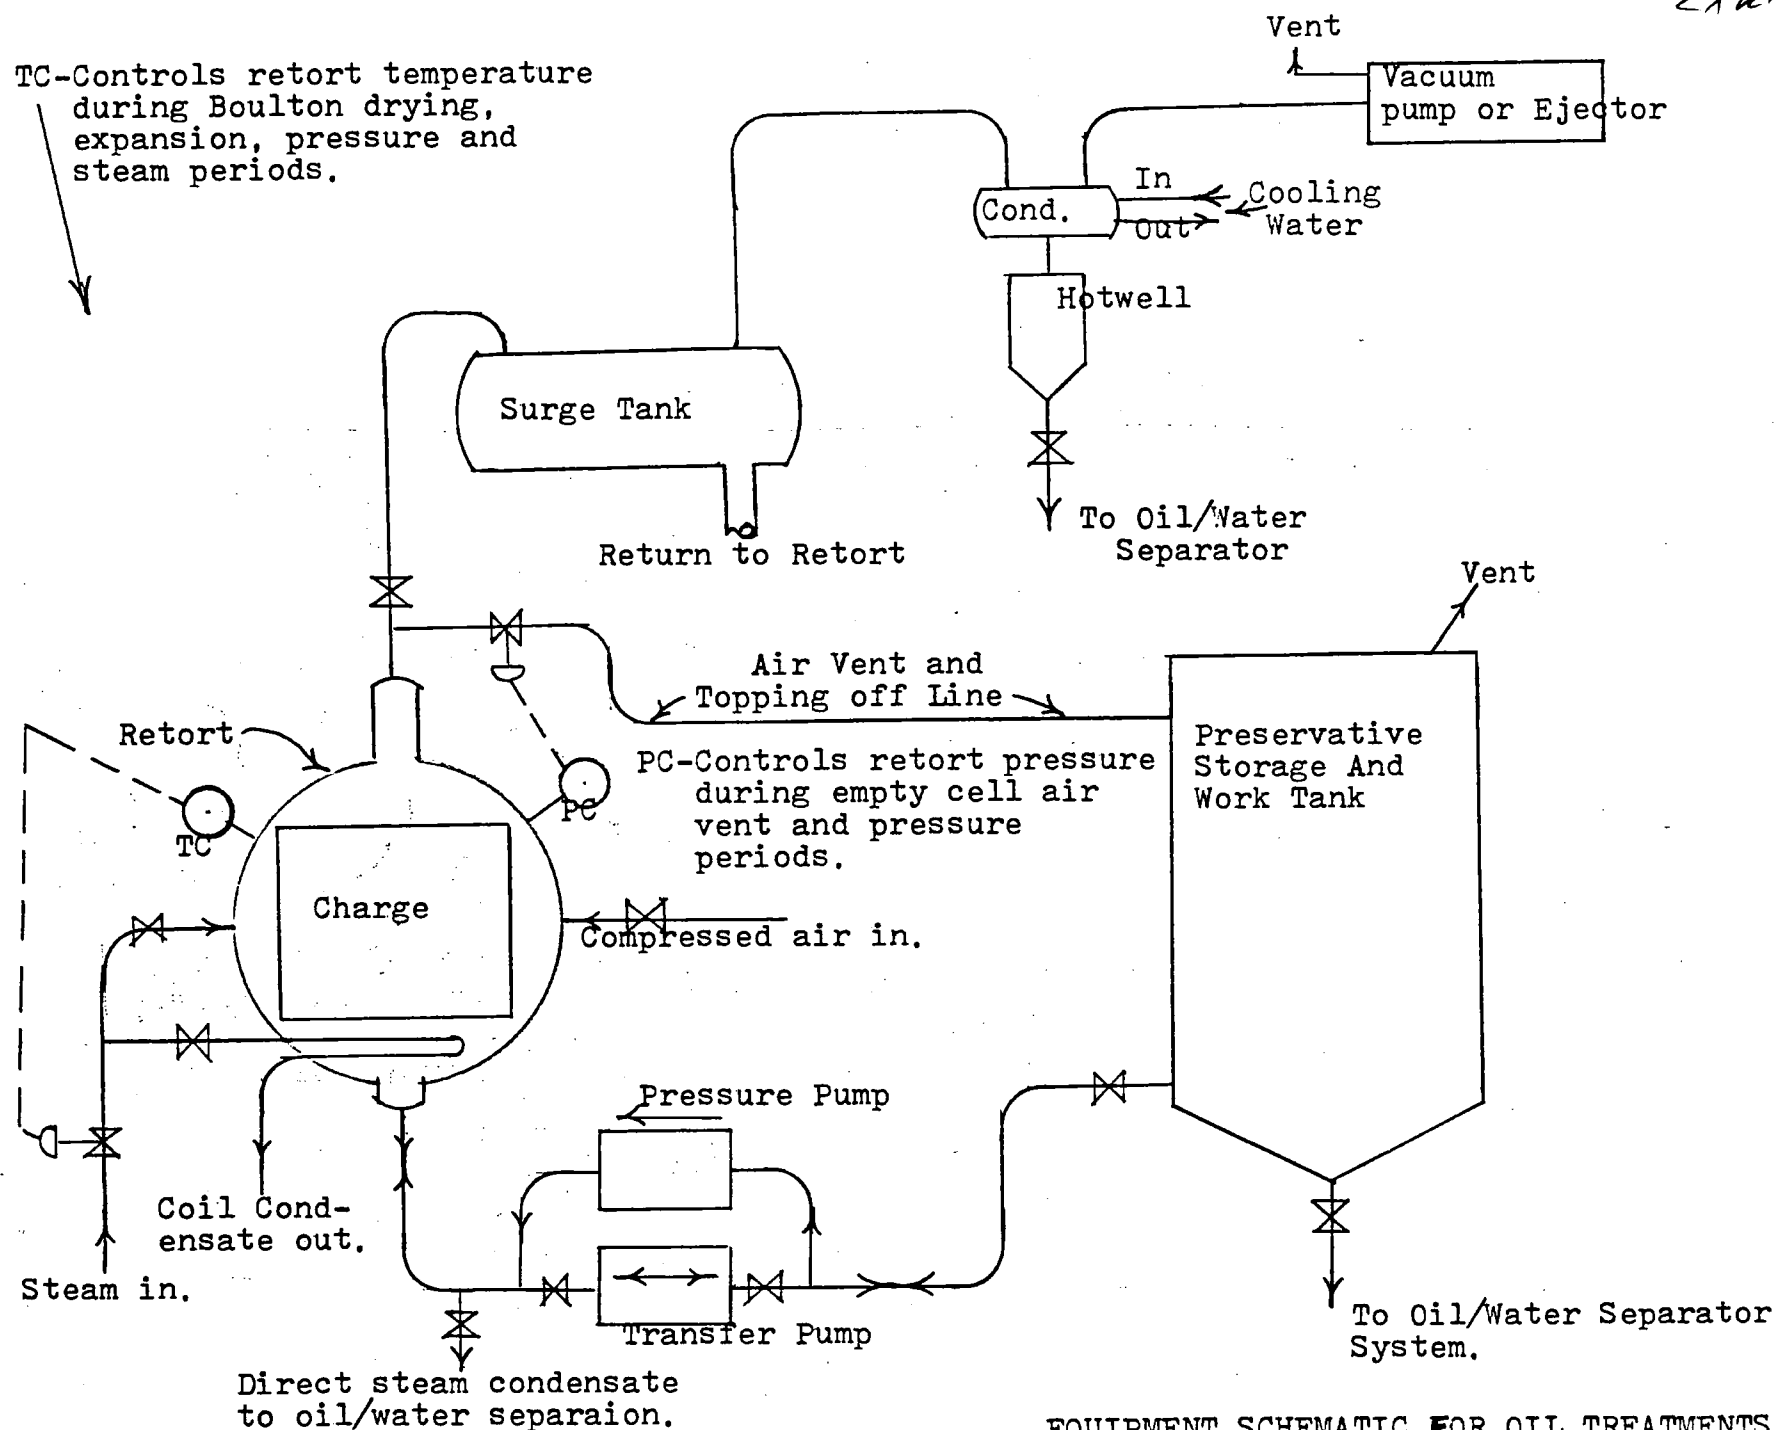 Vent
TC-Controls retort temperature
during Boulton drying,
expansion, pressure and
steam periods.
Vacuum
pump or Ejector
In
Cooling
Cond.
Out
Water
Hotwell
Surge Tank
To Oil/Water
Separator
Return to Retort
Vent
Air Vent and
Topping off Line
Retort
Preservative
Storage And
Work Tank
PC-Controls retort pressure
during empty cell air
vent and pressure
periods.
PC
TC
Charge
Compressed air in.
Pressure Pump
Coil Cond-
ensate out.
Steam in.
Transfer Pump
To Oil/Water Separator
System.
Direct steam condensate
to oil/water separaion.
EQUIPMENT SCHEMATIC FOR OIL TREATMENTS